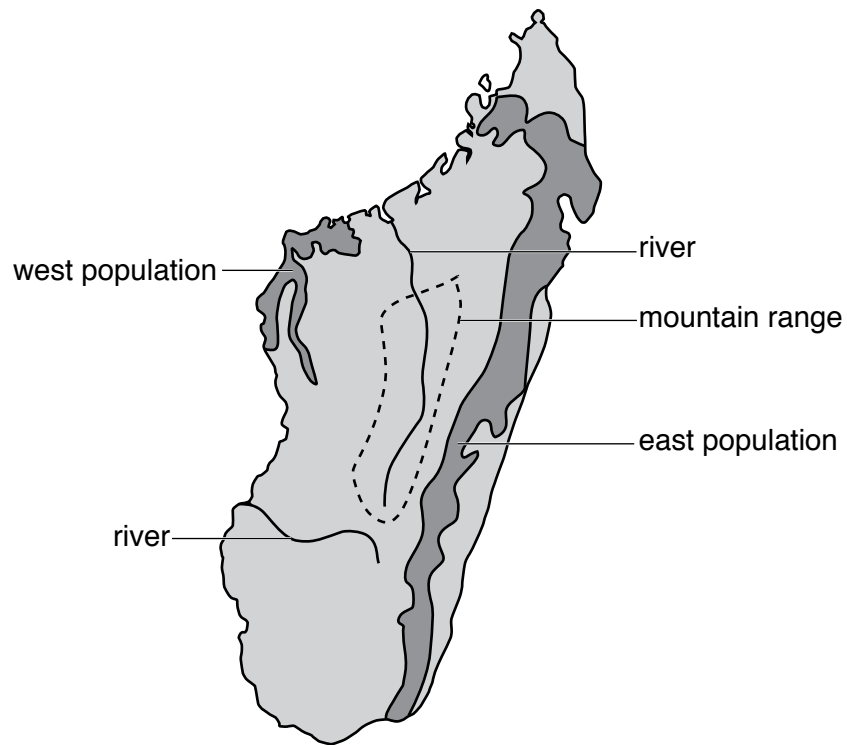 river
west population
mountain range
east population
river